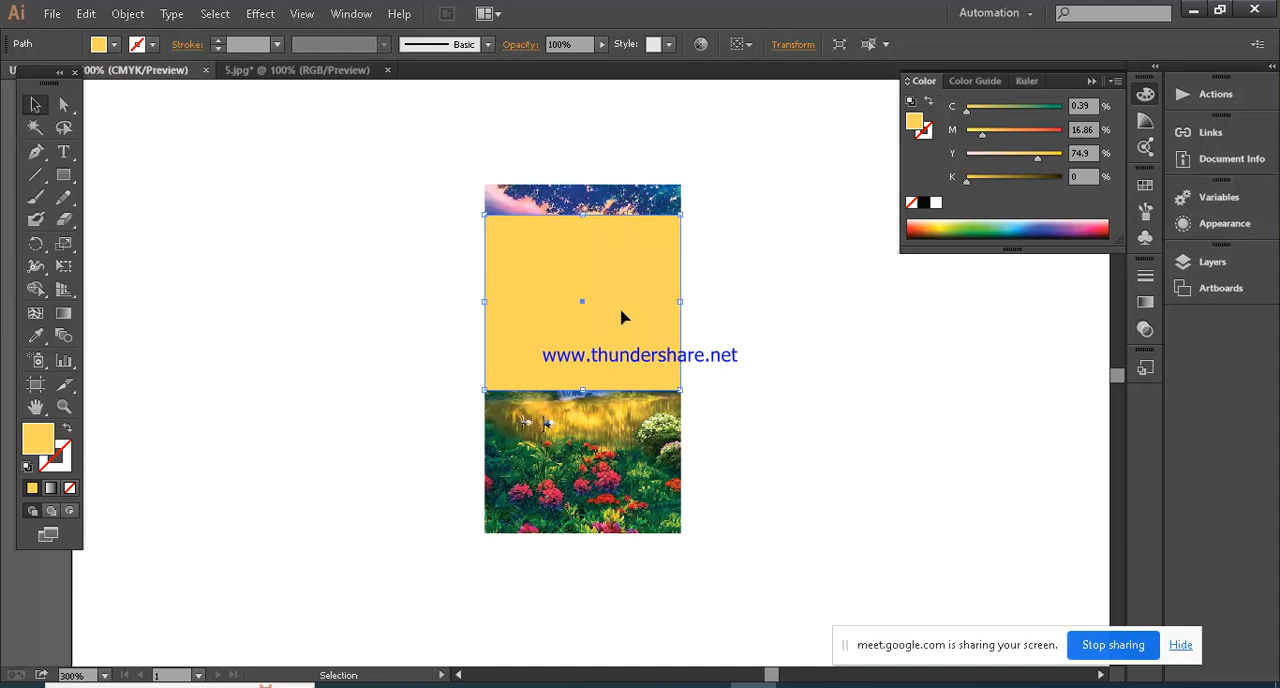 Ai File Edit Object Type Select Effect View Window Help Br Automation
Path Stroke: Basic Opacity: 100% Style: Transform
00% (CMYK/Preview) × 5.jpg* @ 100% (RGB/Preview) ×
Color Color Guide Kuler
C 0.39 %
M 16.86 %
Y 74.9 %
K 0 %
Actions
Links
Document Info
Variables
Appearance
Layers
Artboards
T
www.thundershare.net
meet.google.com is sharing your screen. Stop sharing Hide
300% 1 Selection